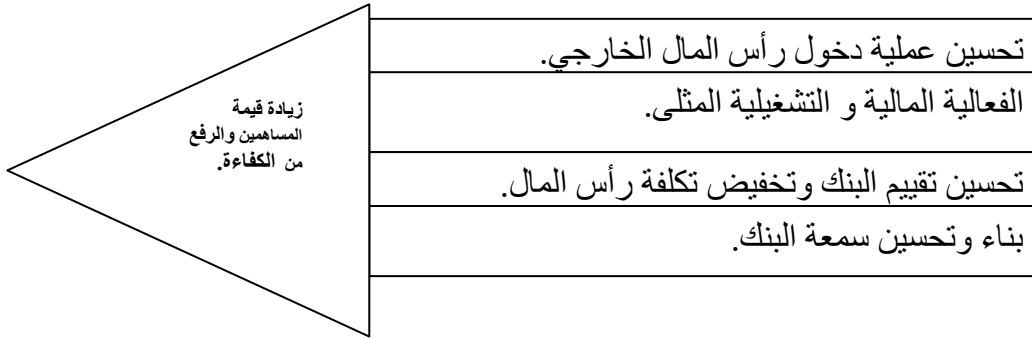 تحسين عملية دخول رأس المال الخارجي.
الفعالية المالية و التشغيلية المثلى.
تحسين تقييم البنك وتخفيض تكلفة رأس المال.
بناء وتحسين سمعة البنك.
زيادة قيمة
المساهمين والرفع
من الكفاءة.